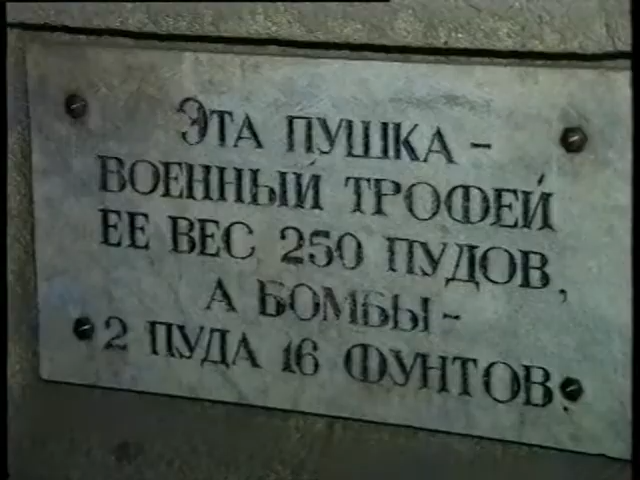 ЭТА ПУШКА -
ВОЕННЫЙ ТРОФЕЙ
ЕЕ ВЕС 250 ПУДОВ,
А БОМБЫ -
2 ПУДА 16 ФУНТОВ.